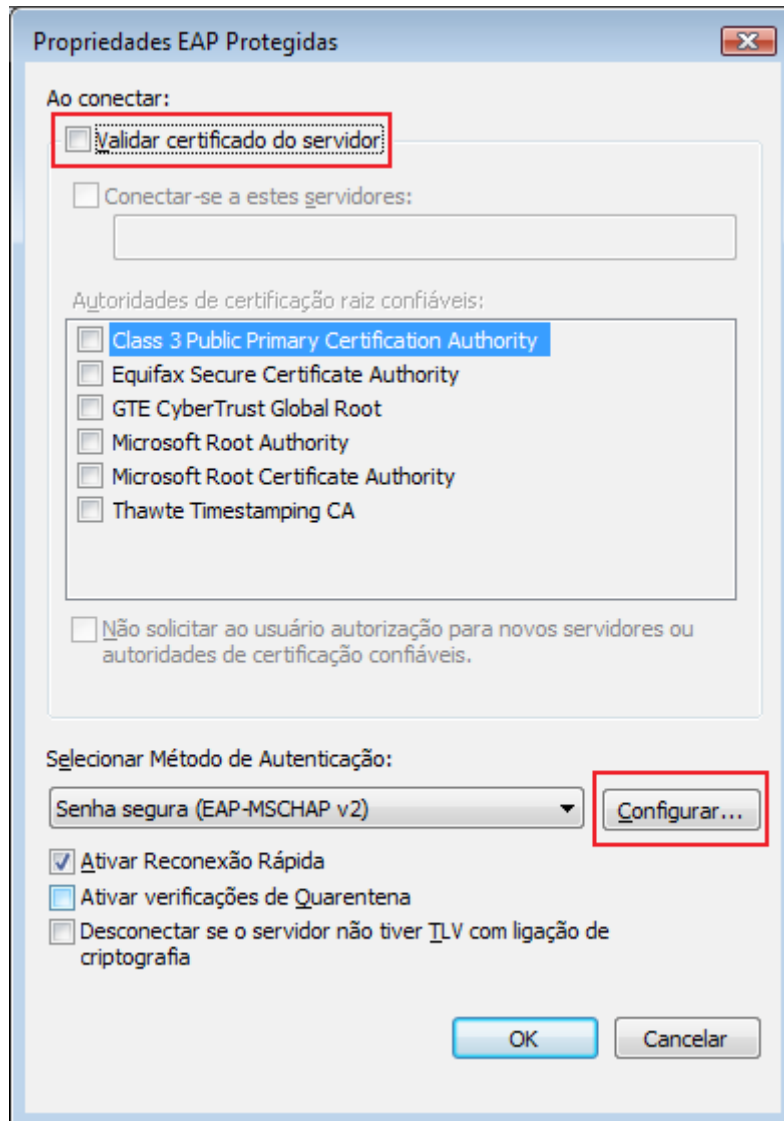 Propriedades EAP Protegidas
Ao conectar:
Validar certificado do servidor
Conectar-se a estes servidores:
Autoridades de certificação raiz confiáveis:
Class 3 Public Primary Certification Authority
Equifax Secure Certificate Authority
GTE CyberTrust Global Root
Microsoft Root Authority
Microsoft Root Certificate Authority
Thawte Timestamping CA
Não solicitar ao usuário autorização para novos servidores ou
autoridades de certificação confiáveis.
Selecionar Método de Autenticação:
Senha segura (EAP-MSCHAP v2)
Configurar...
Ativar Reconexão Rápida
Ativar verificações de Quarentena
Desconectar se o servidor não tiver TLV com ligação de
criptografia
OK
Cancelar